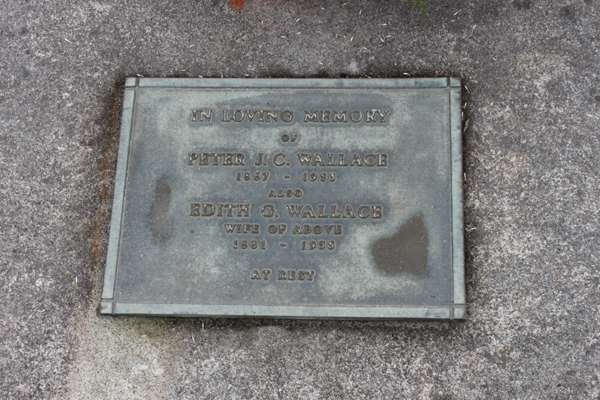 IN LOVING MEMORY
OF
PETER J. C. WALLACE
ALSO
EDITH G. WALLACE
WIFE OF ABOVE
AT REST